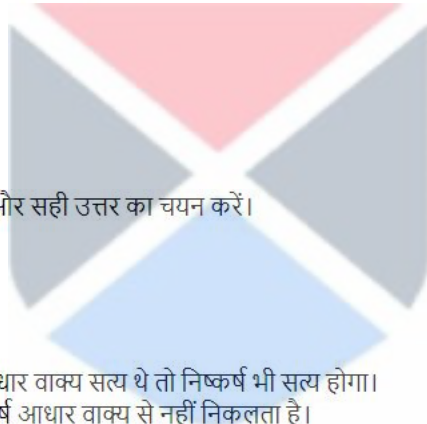 और सही उत्तर का चयन करें।
धार वाक्य सत्य थे तो निष्कर्ष भी सत्य होगा।
र्ष आधार वाक्य से नहीं निकलता है।